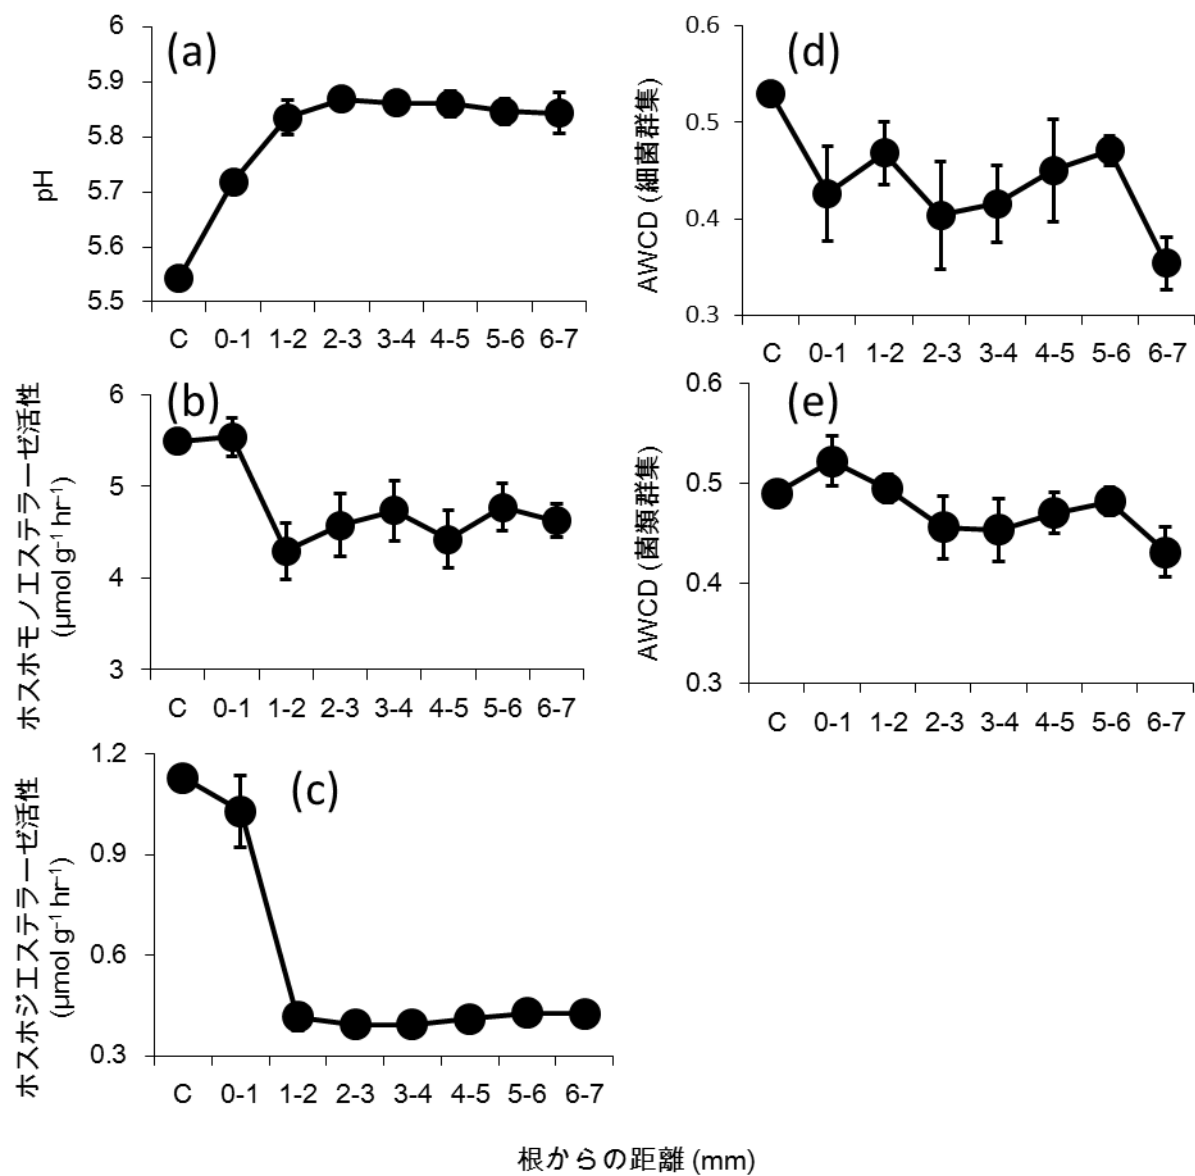 (a)
pH
6
5.9
5.8
5.7
5.6
5.5
C 0-1 1-2 2-3 3-4 4-5 5-6 6-7
(b)
ホスホモノエステラーゼ活性
(μmol g⁻¹ hr⁻¹)
6
5
4
3
C 0-1 1-2 2-3 3-4 4-5 5-6 6-7
(c)
ホスホジエステラーゼ活性
(μmol g⁻¹ hr⁻¹)
1.2
0.9
0.6
0.3
C 0-1 1-2 2-3 3-4 4-5 5-6 6-7
(d)
AWCD (細菌群集)
0.6
0.5
0.4
0.3
C 0-1 1-2 2-3 3-4 4-5 5-6 6-7
(e)
AWCD (菌類群集)
0.6
0.5
0.4
0.3
C 0-1 1-2 2-3 3-4 4-5 5-6 6-7
根からの距離 (mm)